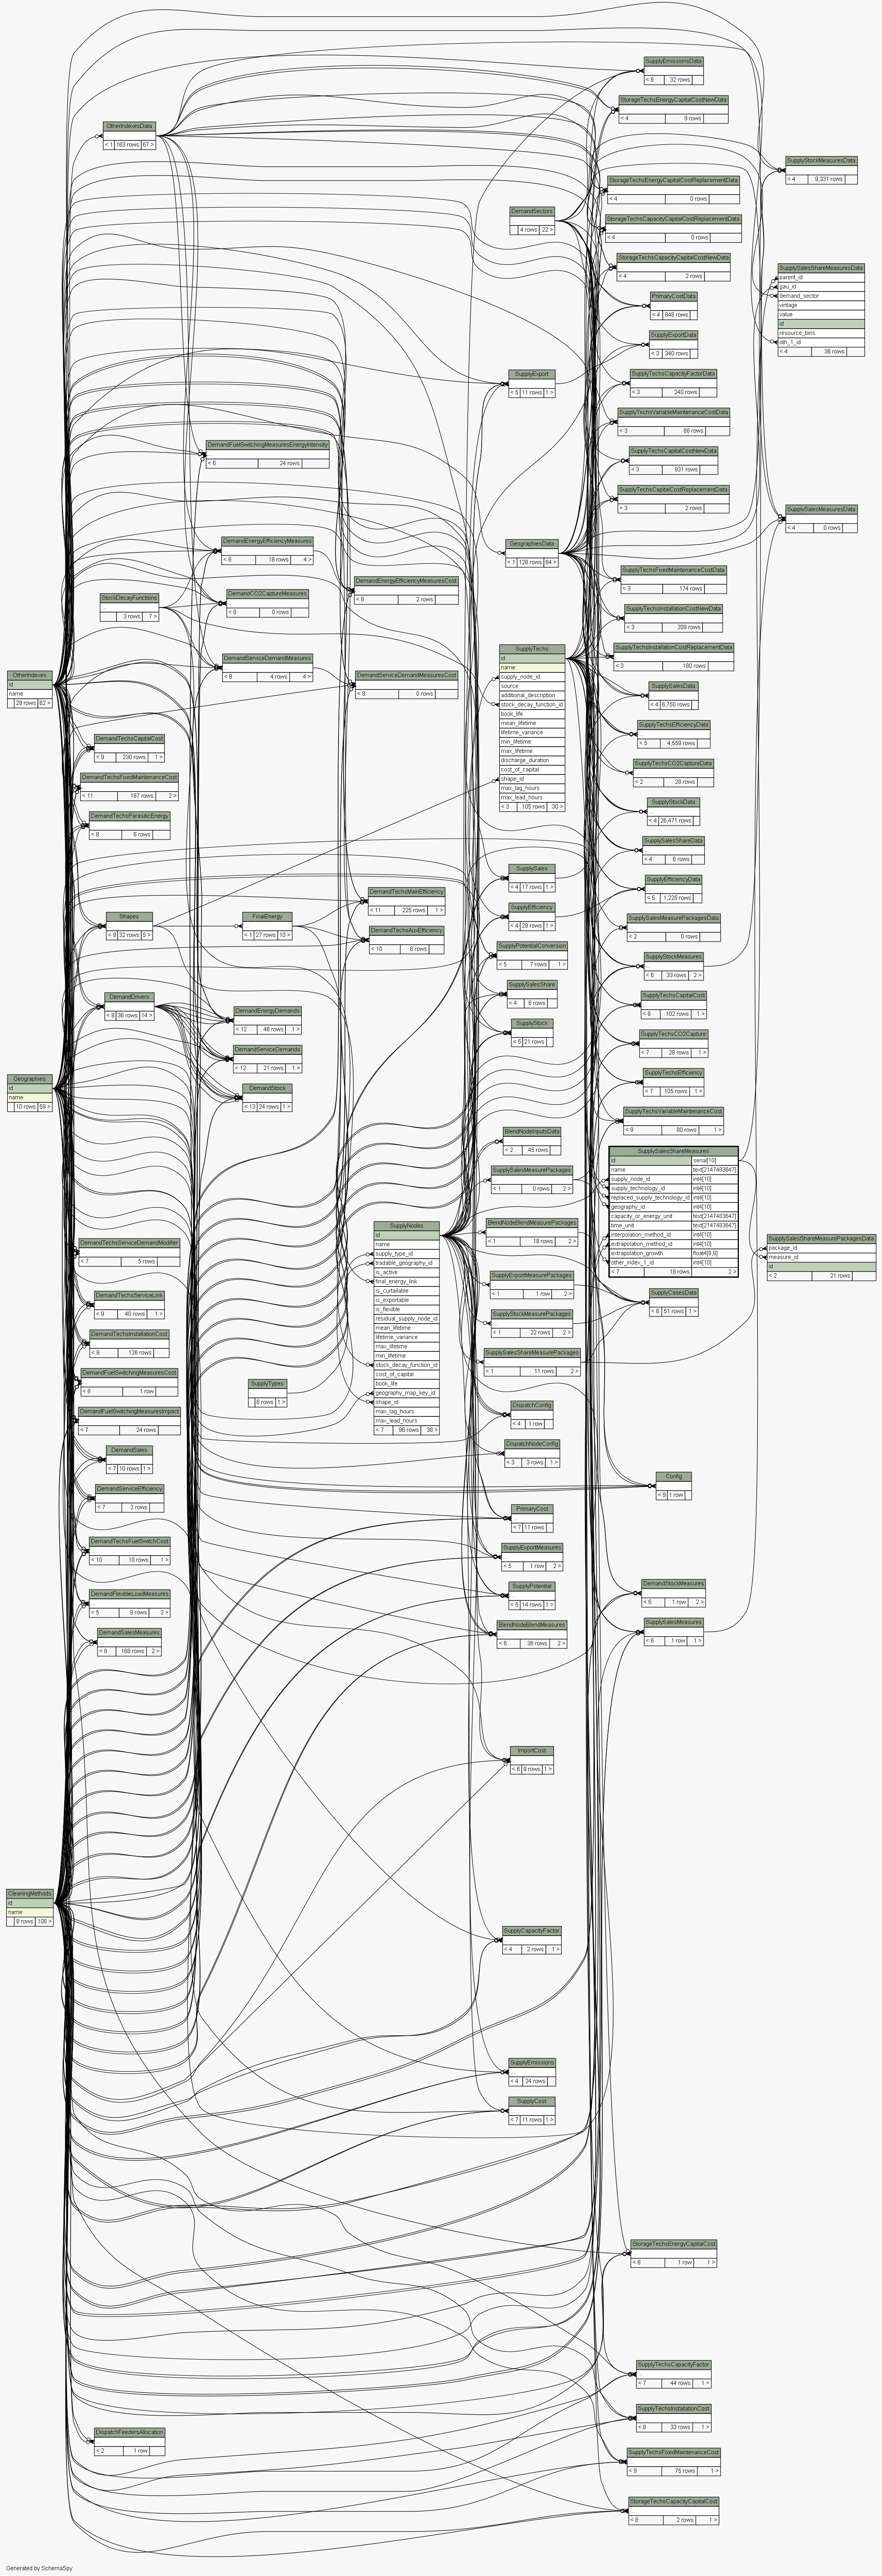 SupplyEmissionsData
...
< 6 32 rows
StorageTechsEnergyCapitalCostNewData
...
< 4 9 rows
OtherIndexesData
...
< 1 163 rows 67 >
SupplyStockMeasuresData
...
< 4 9,331 rows
StorageTechsEnergyCapitalCostReplacementData
...
< 4 0 rows
DemandSectors
...
4 rows 22 >
StorageTechsCapacityCapitalCostReplacementData
...
< 4 0 rows
StorageTechsCapacityCapitalCostNewData
...
< 4 2 rows
SupplySalesShareMeasuresData
parent_id
gau_id
demand_sector
vintage
value
id
resource_bins
oth_1_id
< 4 36 rows
PrimaryCostData
...
< 4 848 rows
SupplyExportData
...
< 3 340 rows
SupplyExport
...
< 5 11 rows 1 >
SupplyTechsCapacityFactorData
...
< 3 240 rows
SupplyTechsVariableMaintenanceCostData
...
< 3 68 rows
DemandFuelSwitchingMeasuresEnergyIntensity
...
< 6 24 rows
SupplyTechsCapitalCostNewData
...
< 3 931 rows
SupplyTechsCapitalCostReplacementData
...
< 3 2 rows
SupplySalesMeasuresData
...
< 4 0 rows
DemandEnergyEfficiencyMeasures
...
< 8 18 rows 4 >
GeographiesData
...
< 1 128 rows 64 >
SupplyTechsFixedMaintenanceCostData
...
< 3 174 rows
DemandEnergyEfficiencyMeasuresCost
...
< 8 2 rows
DemandCO2CaptureMeasures
...
< 8 0 rows
StockDecayFunctions
...
3 rows 7 >
SupplyTechsInstallationCostNewData
...
< 3 209 rows
SupplyTechs
id
name
supply_node_id
source
additional_description
stock_decay_function_id
book_life
mean_lifetime
lifetime_variance
min_lifetime
max_lifetime
discharge_duration
cost_of_capital
shape_id
max_lag_hours
max_lead_hours
< 3 105 rows 30 >
SupplyTechsInstallationCostReplacementData
...
< 3 180 rows
DemandServiceDemandMeasures
...
< 8 4 rows 4 >
OtherIndexes
id
name
29 rows 62 >
DemandServiceDemandMeasuresCost
...
< 8 0 rows
SupplySalesData
...
< 4 6,750 rows
SupplyTechsEfficiencyData
...
< 5 4,559 rows
DemandTechsCapitalCost
...
< 9 230 rows 1 >
SupplyTechsCO2CaptureData
...
< 2 28 rows
DemandTechsFixedMaintenanceCost
...
< 11 187 rows 2 >
SupplyStockData
...
< 4 26,471 rows
DemandTechsParasiticEnergy
...
< 8 6 rows
SupplySalesShareData
...
< 4 6 rows
SupplySales
...
< 4 17 rows 1 >
SupplyEfficiencyData
...
< 5 1,225 rows
DemandTechsMainEfficiency
...
< 11 225 rows 1 >
SupplyEfficiency
...
< 4 29 rows 1 >
Shapes
...
< 9 32 rows 5 >
FinalEnergy
...
< 1 27 rows 10 >
SupplySalesMeasurePackagesData
...
< 2 0 rows
DemandTechsAuxEfficiency
...
< 10 6 rows
SupplyPotentialConversion
...
< 5 7 rows 1 >
SupplyStockMeasures
...
< 6 33 rows 2 >
SupplySalesShare
...
< 4 6 rows
DemandDrivers
...
< 8 36 rows 14 >
SupplyTechsCapitalCost
...
< 8 102 rows 1 >
DemandEnergyDemands
...
< 12 46 rows 1 >
SupplyStock
...
< 5 21 rows
SupplyTechsCO2Capture
...
< 7 28 rows 1 >
DemandServiceDemands
...
< 12 21 rows 1 >
SupplyTechsEfficiency
...
< 7 105 rows 1 >
Geographies
id
name
10 rows 59 >
DemandStock
...
< 13 24 rows 1 >
SupplyTechsVariableMaintenanceCost
...
< 9 80 rows 1 >
BlendNodeInputsData
...
< 2 45 rows
SupplySalesShareMeasures
id serial[10]
name text[2147483647]
supply_node_id int4[10]
supply_technology_id int4[10]
replaced_supply_technology_id int4[10]
geography_id int4[10]
capacity_or_energy_unit text[2147483647]
time_unit text[2147483647]
interpolation_method_id int4[10]
extrapolation_method_id int4[10]
extrapolation_growth float4[8,8]
other_index_1_id int4[10]
< 7 18 rows 2 >
SupplySalesMeasurePackages
...
< 1 0 rows 2 >
SupplyNodes
id
name
supply_type_id
tradable_geography_id
is_active
final_energy_link
is_curtailable
is_exportable
is_flexible
residual_supply_node_id
mean_lifetime
lifetime_variance
max_lifetime
min_lifetime
stock_decay_function_id
cost_of_capital
book_life
geography_map_key_id
shape_id
max_lag_hours
max_lead_hours
< 7 96 rows 38 >
BlendNodeBlendMeasurePackages
...
< 1 18 rows 2 >
SupplySalesShareMeasurePackagesData
package_id
measure_id
id
< 2 21 rows
DemandTechsServiceDemandModifier
...
< 7 5 rows
SupplyExportMeasurePackages
...
< 1 1 row 2 >
SupplyCasesData
...
< 6 51 rows 1 >
DemandTechsServiceLink
...
< 9 40 rows 1 >
SupplyStockMeasurePackages
...
< 1 22 rows 2 >
DemandTechsInstallationCost
...
< 9 126 rows
SupplySalesShareMeasurePackages
...
< 1 11 rows 2 >
DemandFuelSwitchingMeasuresCost
...
< 8 1 row
SupplyTypes
...
6 rows 1 >
DemandFuelSwitchingMeasuresImpact
...
< 7 24 rows
DispatchConfig
...
< 4 1 row
DemandSales
...
< 7 10 rows 1 >
DispatchNodeConfig
...
< 3 3 rows 1 >
Config
...
< 9 1 row
DemandServiceEfficiency
...
< 7 2 rows
PrimaryCost
...
< 7 11 rows
DemandTechsFuelSwitchCost
...
< 10 10 rows 1 >
SupplyExportMeasures
...
< 5 1 row 2 >
DemandStockMeasures
...
< 6 1 row 2 >
SupplyPotential
...
< 5 14 rows 1 >
DemandFlexibleLoadMeasures
...
< 5 9 rows 2 >
SupplySalesMeasures
...
< 6 1 row 1 >
BlendNodeBlendMeasures
...
< 6 36 rows 2 >
DemandSalesMeasures
...
< 9 168 rows 2 >
ImportCost
...
< 6 9 rows 1 >
CleaningMethods
id
name
8 rows 108 >
SupplyCapacityFactor
...
< 4 2 rows 1 >
SupplyEmissions
...
< 4 24 rows
SupplyCost
...
< 7 11 rows 1 >
StorageTechsEnergyCapitalCost
...
< 8 1 row 1 >
SupplyTechsCapacityFactor
...
< 7 44 rows 1 >
SupplyTechsInstallationCost
...
< 8 33 rows 1 >
DispatchFeedersAllocation
...
< 2 1 row
SupplyTechsFixedMaintenanceCost
...
< 9 75 rows 1 >
StorageTechsCapacityCapitalCost
...
< 8 2 rows 1 >
Generated by SchemaSpy